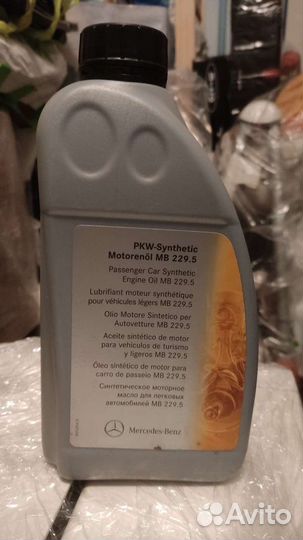 PKW-Synthetic
Motorenöl MB 229.5
Passenger Car Synthetic
Engine Oil MB 229.5
Lubrifiant moteur synthétique
pour véhicules légers MB 229.5
Olio Motore Sintetico per
Autovetture MB 229.5
Aceite sintético de motor
para vehículos de turismo
y ligeros MB 229.5
Óleo sintético de motor para
carro de passeio MB 229.5
Синтетическое моторное
масло для легковых
автомобилей MB 229.5
Mercedes-Benz
Avito